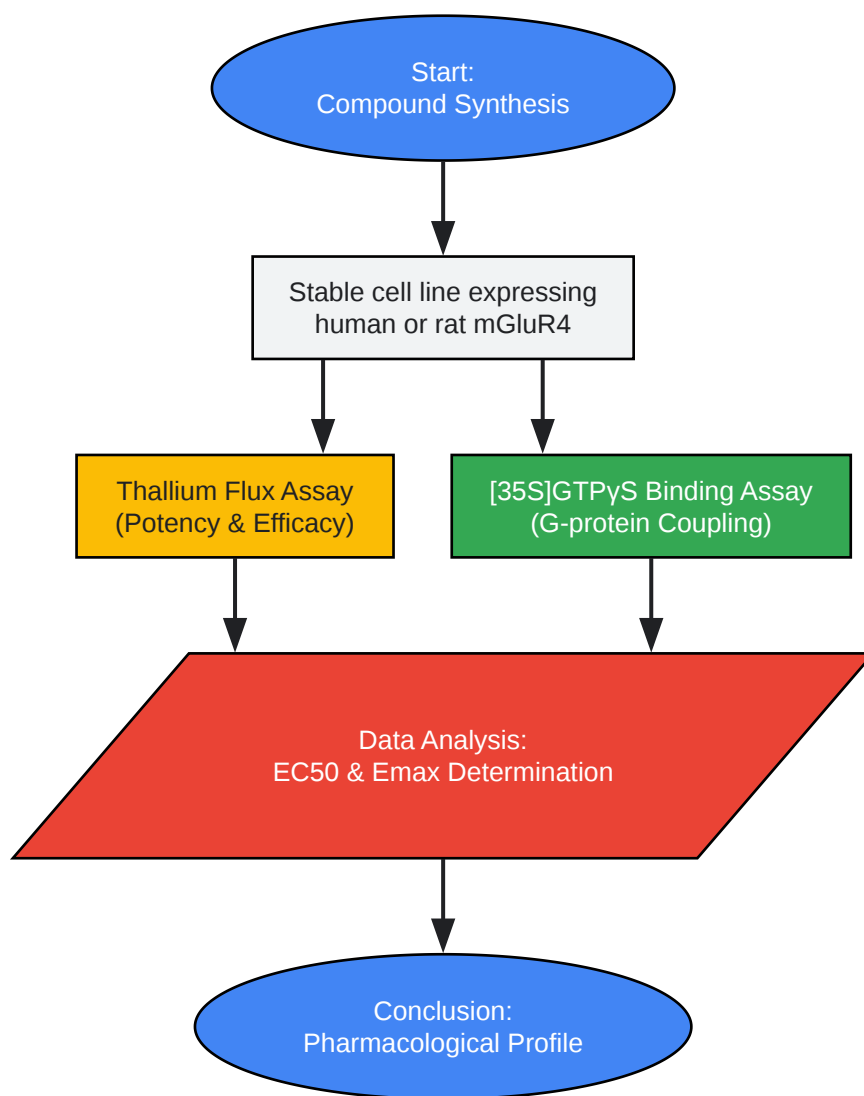 Start:
Compound Synthesis
Stable cell line expressing
human or rat mGluR4
Thallium Flux Assay
(Potency & Efficacy)
[35S]GTPγS Binding Assay
(G-protein Coupling)
Data Analysis:
EC50 & Emax Determination
Conclusion:
Pharmacological Profile